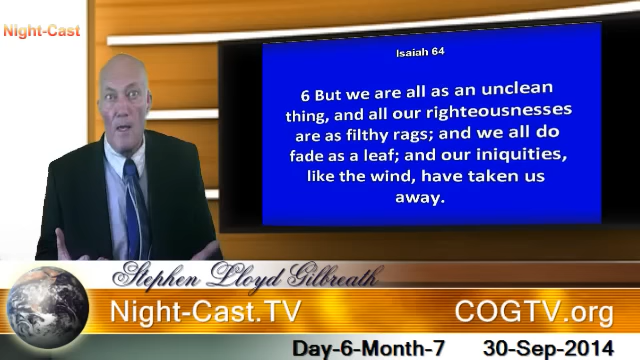 Night-Cast
Isaiah 64
6 But we are all as an unclean
thing, and all our righteousnesses
are as filthy rags; and we all do
fade as a leaf; and our iniquities,
like the wind, have taken us
away.
Stephen Lloyd Gilbreath
Night-Cast.TV
COGTV.org
Day-6-Month-7
30-Sep-2014